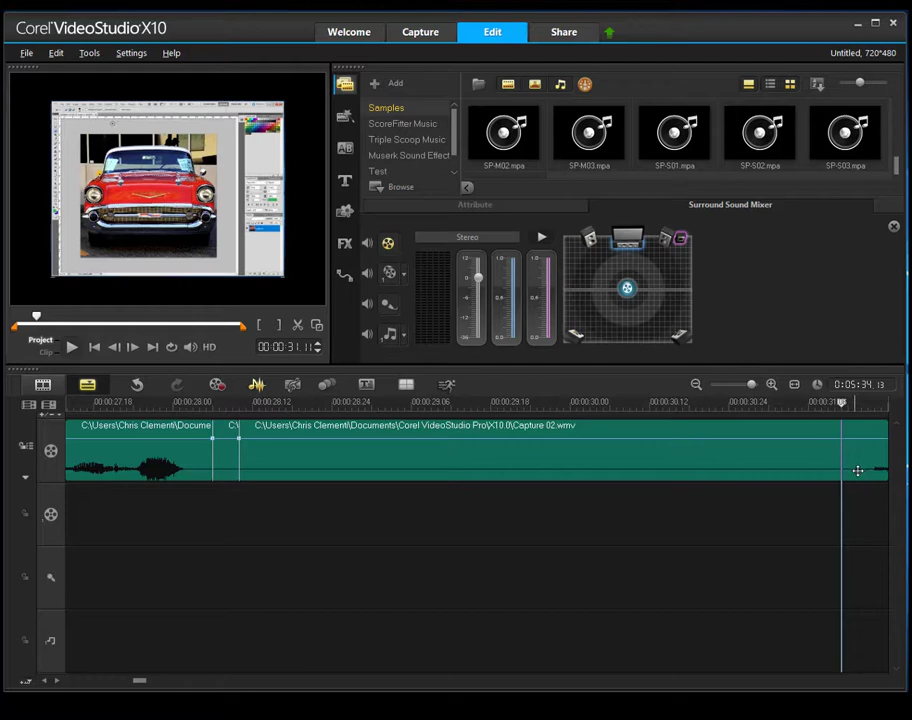 Corel VideoStudio X10
Welcome Capture Edit Share
File Edit Tools Settings Help
Untitled, 720*480
Add
Samples
ScoreFitter Music
Triple Scoop Music
Muserk Sound Effect
Test
Browse
SP-M02.mpa SP-M03.mpa SP-S01.mpa SP-S02.mpa SP-S03.mpa
Attribute Surround Sound Mixer
Stereo
Project
Clip
HD
00:00:31.11
0:05:34.13
00:00:27.18 00:00:28.00 00:00:28.12 00:00:28.24 00:00:29.06 00:00:29.18 00:00:30.00 00:00:30.12 00:00:30.24
C:\Users\Chris Clementi\Docume C:\ C:\Users\Chris Clementi\Documents\Corel VideoStudio Pro\X10.0\Capture 02.wmv